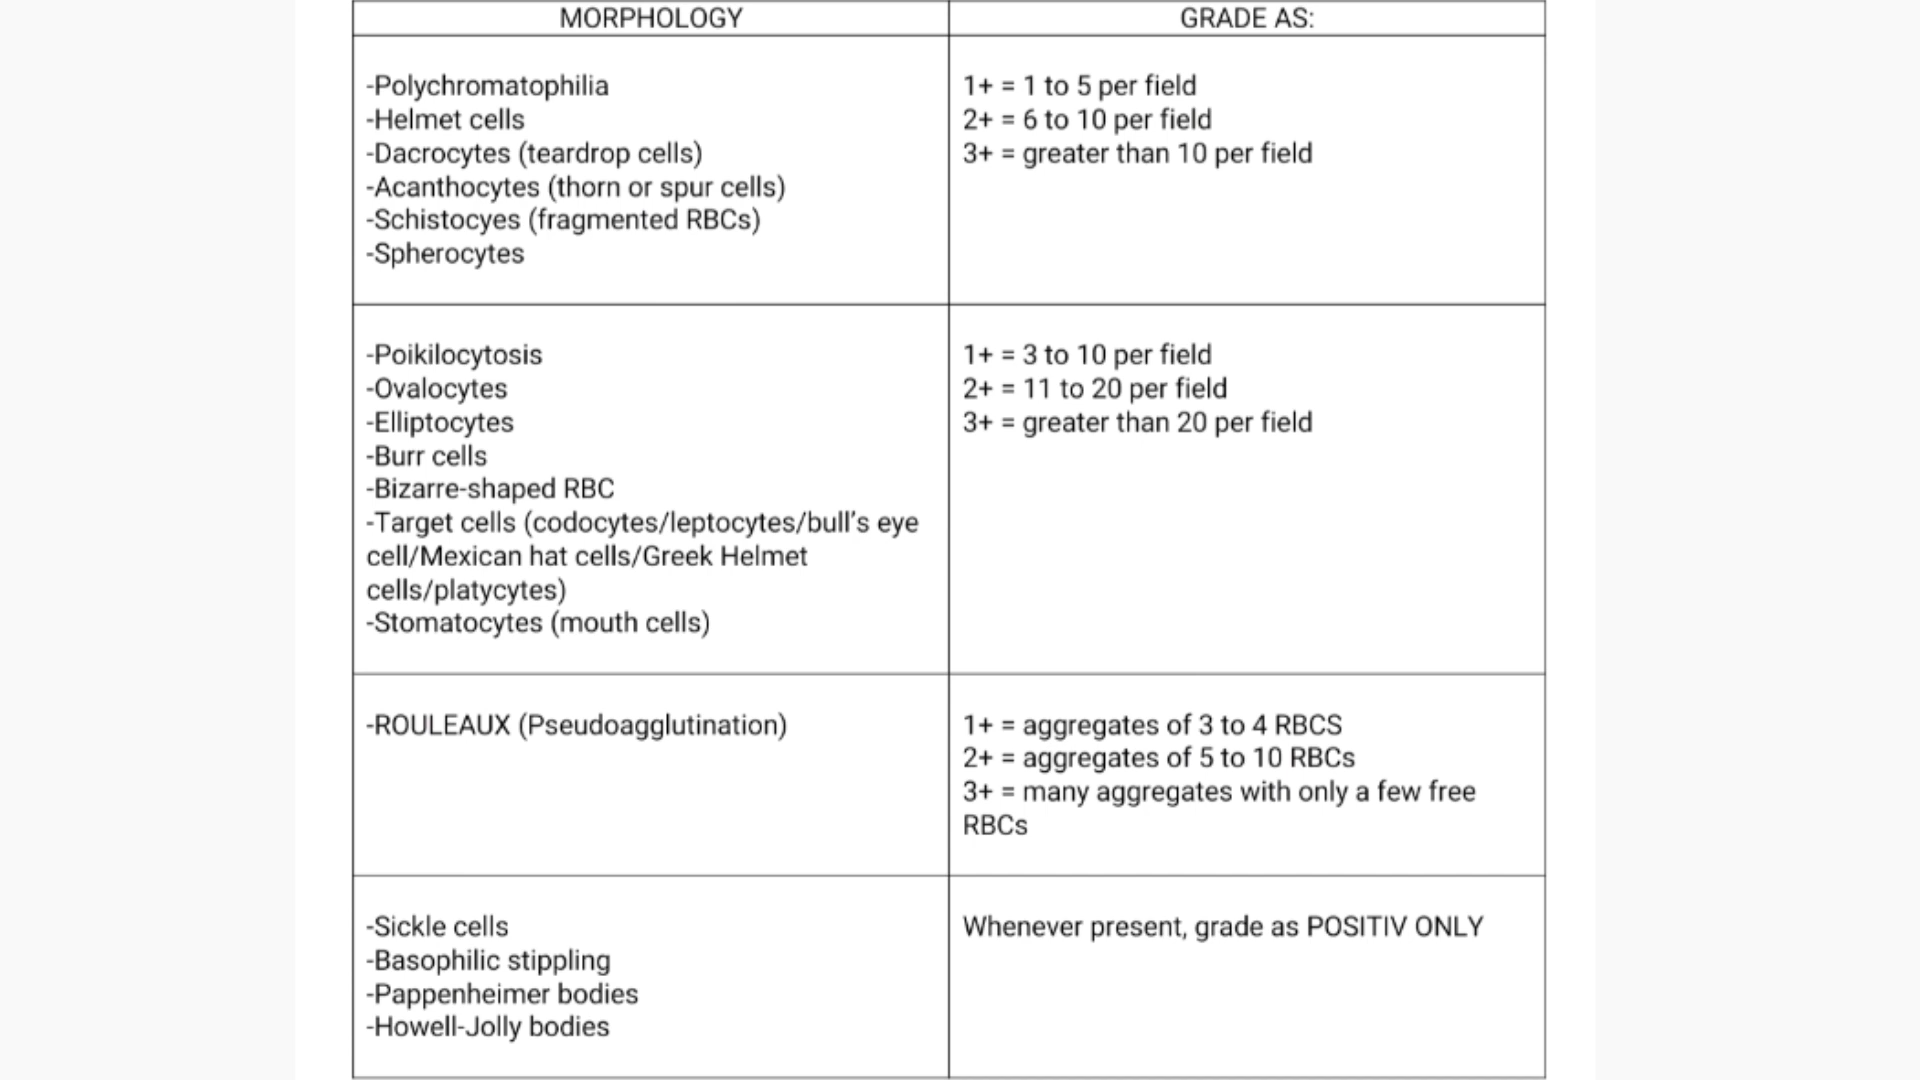 MORPHOLOGY
GRADE AS:
-Polychromatophilia
-Helmet cells
-Dacrocytes (teardrop cells)
-Acanthocytes (thorn or spur cells)
-Schistocyes (fragmented RBCs)
-Spherocytes
1+ = 1 to 5 per field
2+ = 6 to 10 per field
3+ = greater than 10 per field
-Poikilocytosis
-Ovalocytes
-Elliptocytes
-Burr cells
-Bizarre-shaped RBC
-Target cells (codocytes/leptocytes/bull’s eye
cell/Mexican hat cells/Greek Helmet
cells/platycytes)
-Stomatocytes (mouth cells)
1+ = 3 to 10 per field
2+ = 11 to 20 per field
3+ = greater than 20 per field
-ROULEAUX (Pseudoagglutination)
1+ = aggregates of 3 to 4 RBCS
2+ = aggregates of 5 to 10 RBCs
3+ = many aggregates with only a few free
RBCs
-Sickle cells
-Basophilic stippling
-Pappenheimer bodies
-Howell-Jolly bodies
Whenever present, grade as POSITIV ONLY